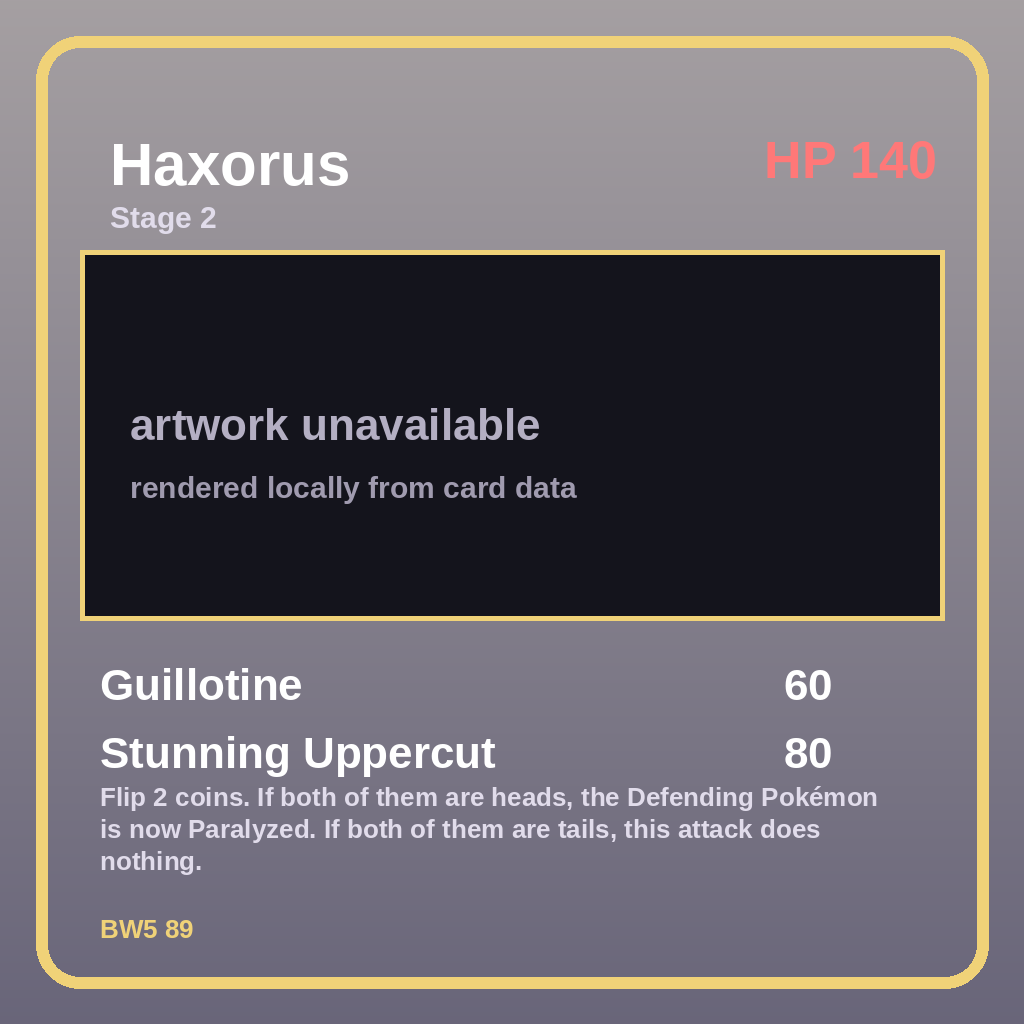 Haxorus
HP 140
Stage 2
artwork unavailable
rendered locally from card data
Guillotine 60
Stunning Uppercut 80
Flip 2 coins. If both of them are heads, the Defending Pokémon
is now Paralyzed. If both of them are tails, this attack does
nothing.
BW5 89